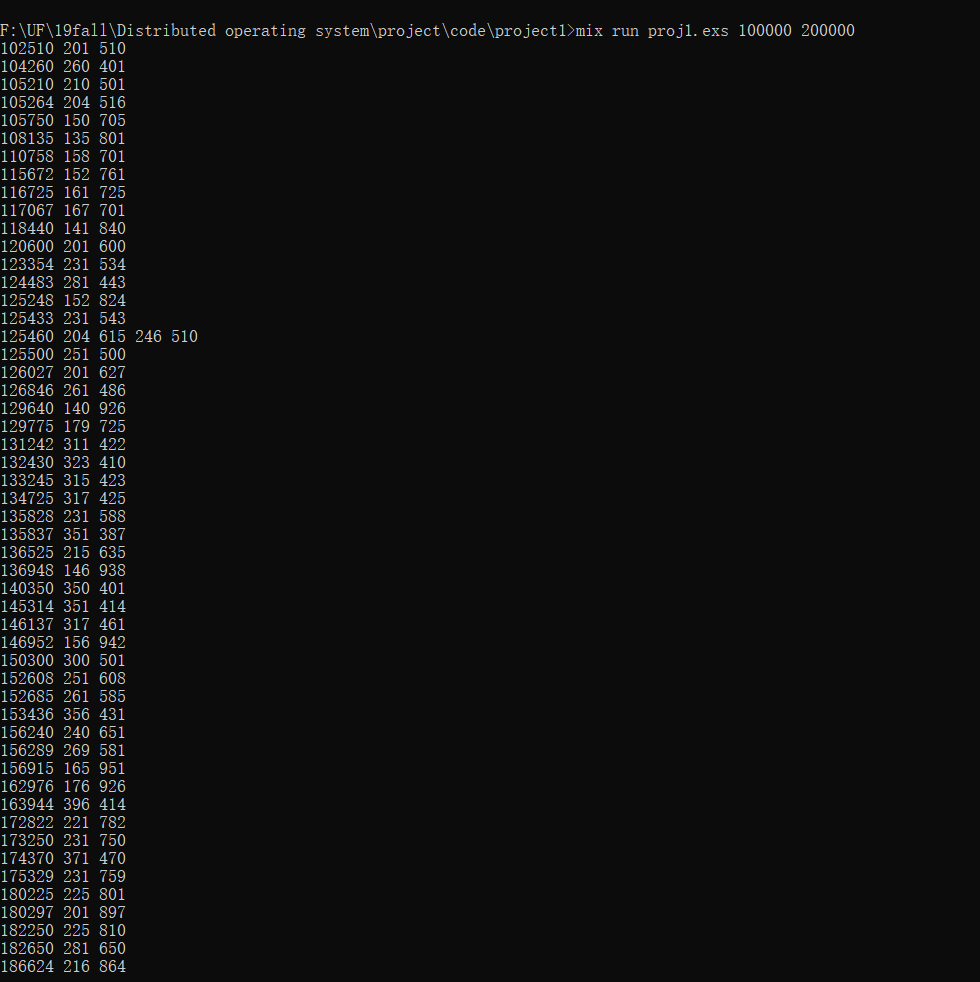 F:\UF\19fall\Distributed operating system\project\code\project1>mix run proj1.exs 100000 200000
102510 201 510
104260 260 401
105210 210 501
105264 204 516
105750 150 705
108135 135 801
110758 158 701
115672 152 761
116725 161 725
117067 167 701
118440 141 840
120600 201 600
123354 231 534
124483 281 443
125248 152 824
125433 231 543
125460 204 615 246 510
125500 251 500
126027 201 627
126846 261 486
129640 140 926
129775 179 725
131242 311 422
132430 323 410
133245 315 423
134725 317 425
135828 231 588
135837 351 387
136525 215 635
136948 146 938
140350 350 401
145314 351 414
146137 317 461
146952 156 942
150300 300 501
152608 251 608
152685 261 585
153436 356 431
156240 240 651
156289 269 581
156915 165 951
162976 176 926
163944 396 414
172822 221 782
173250 231 750
174370 371 470
175329 231 759
180225 225 801
180297 201 897
182250 225 810
182650 281 650
186624 216 864